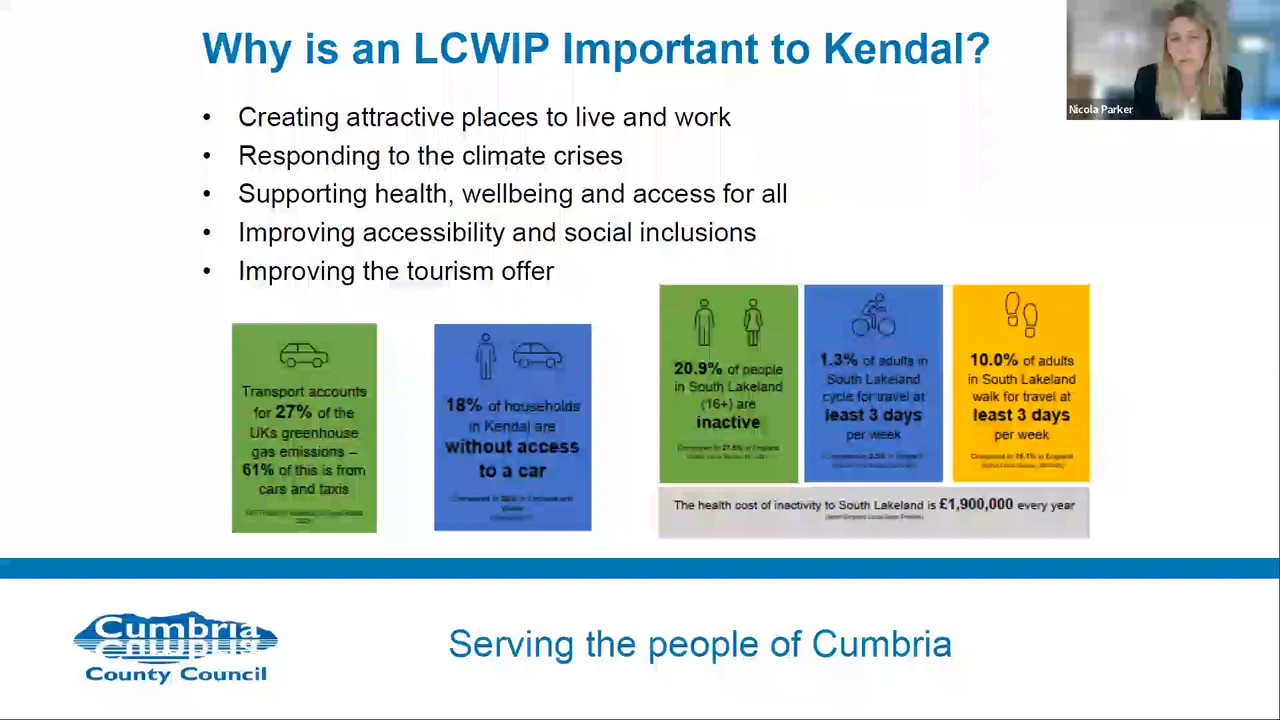 Why is an LCWIP Important to Kendal?
Nicola Parker
• Creating attractive places to live and work
• Responding to the climate crises
• Supporting health, wellbeing and access for all
• Improving accessibility and social inclusions
• Improving the tourism offer
Transport accounts
for 27% of the
UKs greenhouse
gas emissions –
61% of this is from
cars and taxis
18% of households
in Kendal are
without access
to a car
20.9% of people
in South Lakeland
(16+) are
inactive
1.3% of adults in
South Lakeland
cycle for travel at
least 3 days
per week
10.0% of adults
in South Lakeland
walk for travel at
least 3 days
per week
The health cost of inactivity to South Lakeland is £1,900,000 every year
Cumbria
County Council
Serving the people of Cumbria